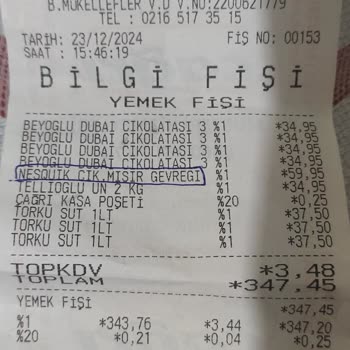 B.MÜKELLEFLER V.D V.NO:2200621779
TEL : 0216 517 35 15
TARİH: 23/12/2024 FİŞ NO: 00153
SAAT : 15:46:19
BİLGİ FİŞİ
YEMEK FİŞİ
BEYOGLU DUBAI CIKOLATASI 3 %1 *34,95
BEYOGLU DUBAI CIKOLATASI 3 %1 *34,95
BEYOGLU DUBAI CIKOLATASI 3 %1 *34,95
BEYOGLU DUBAI CIKOLATASI 3 %1 *34,95
NESQUIK CIK.MISIR GEVREGI %1 *59,95
TELLIOGLU UN 2 KG %1 *34,95
ÇAĞRI KASA POŞETİ %20 *0,25
TORKU SUT 1LT %1 *37,50
TORKU SUT 1LT %1 *37,50
TORKU SUT 1LT %1 *37,50
TOPKDV *3,48
TOPLAM *347,45
YEMEK FİŞİ *347,45
%1 *343,76 *3,44 *347,20
%20 *0,21 *0,04 *0,25